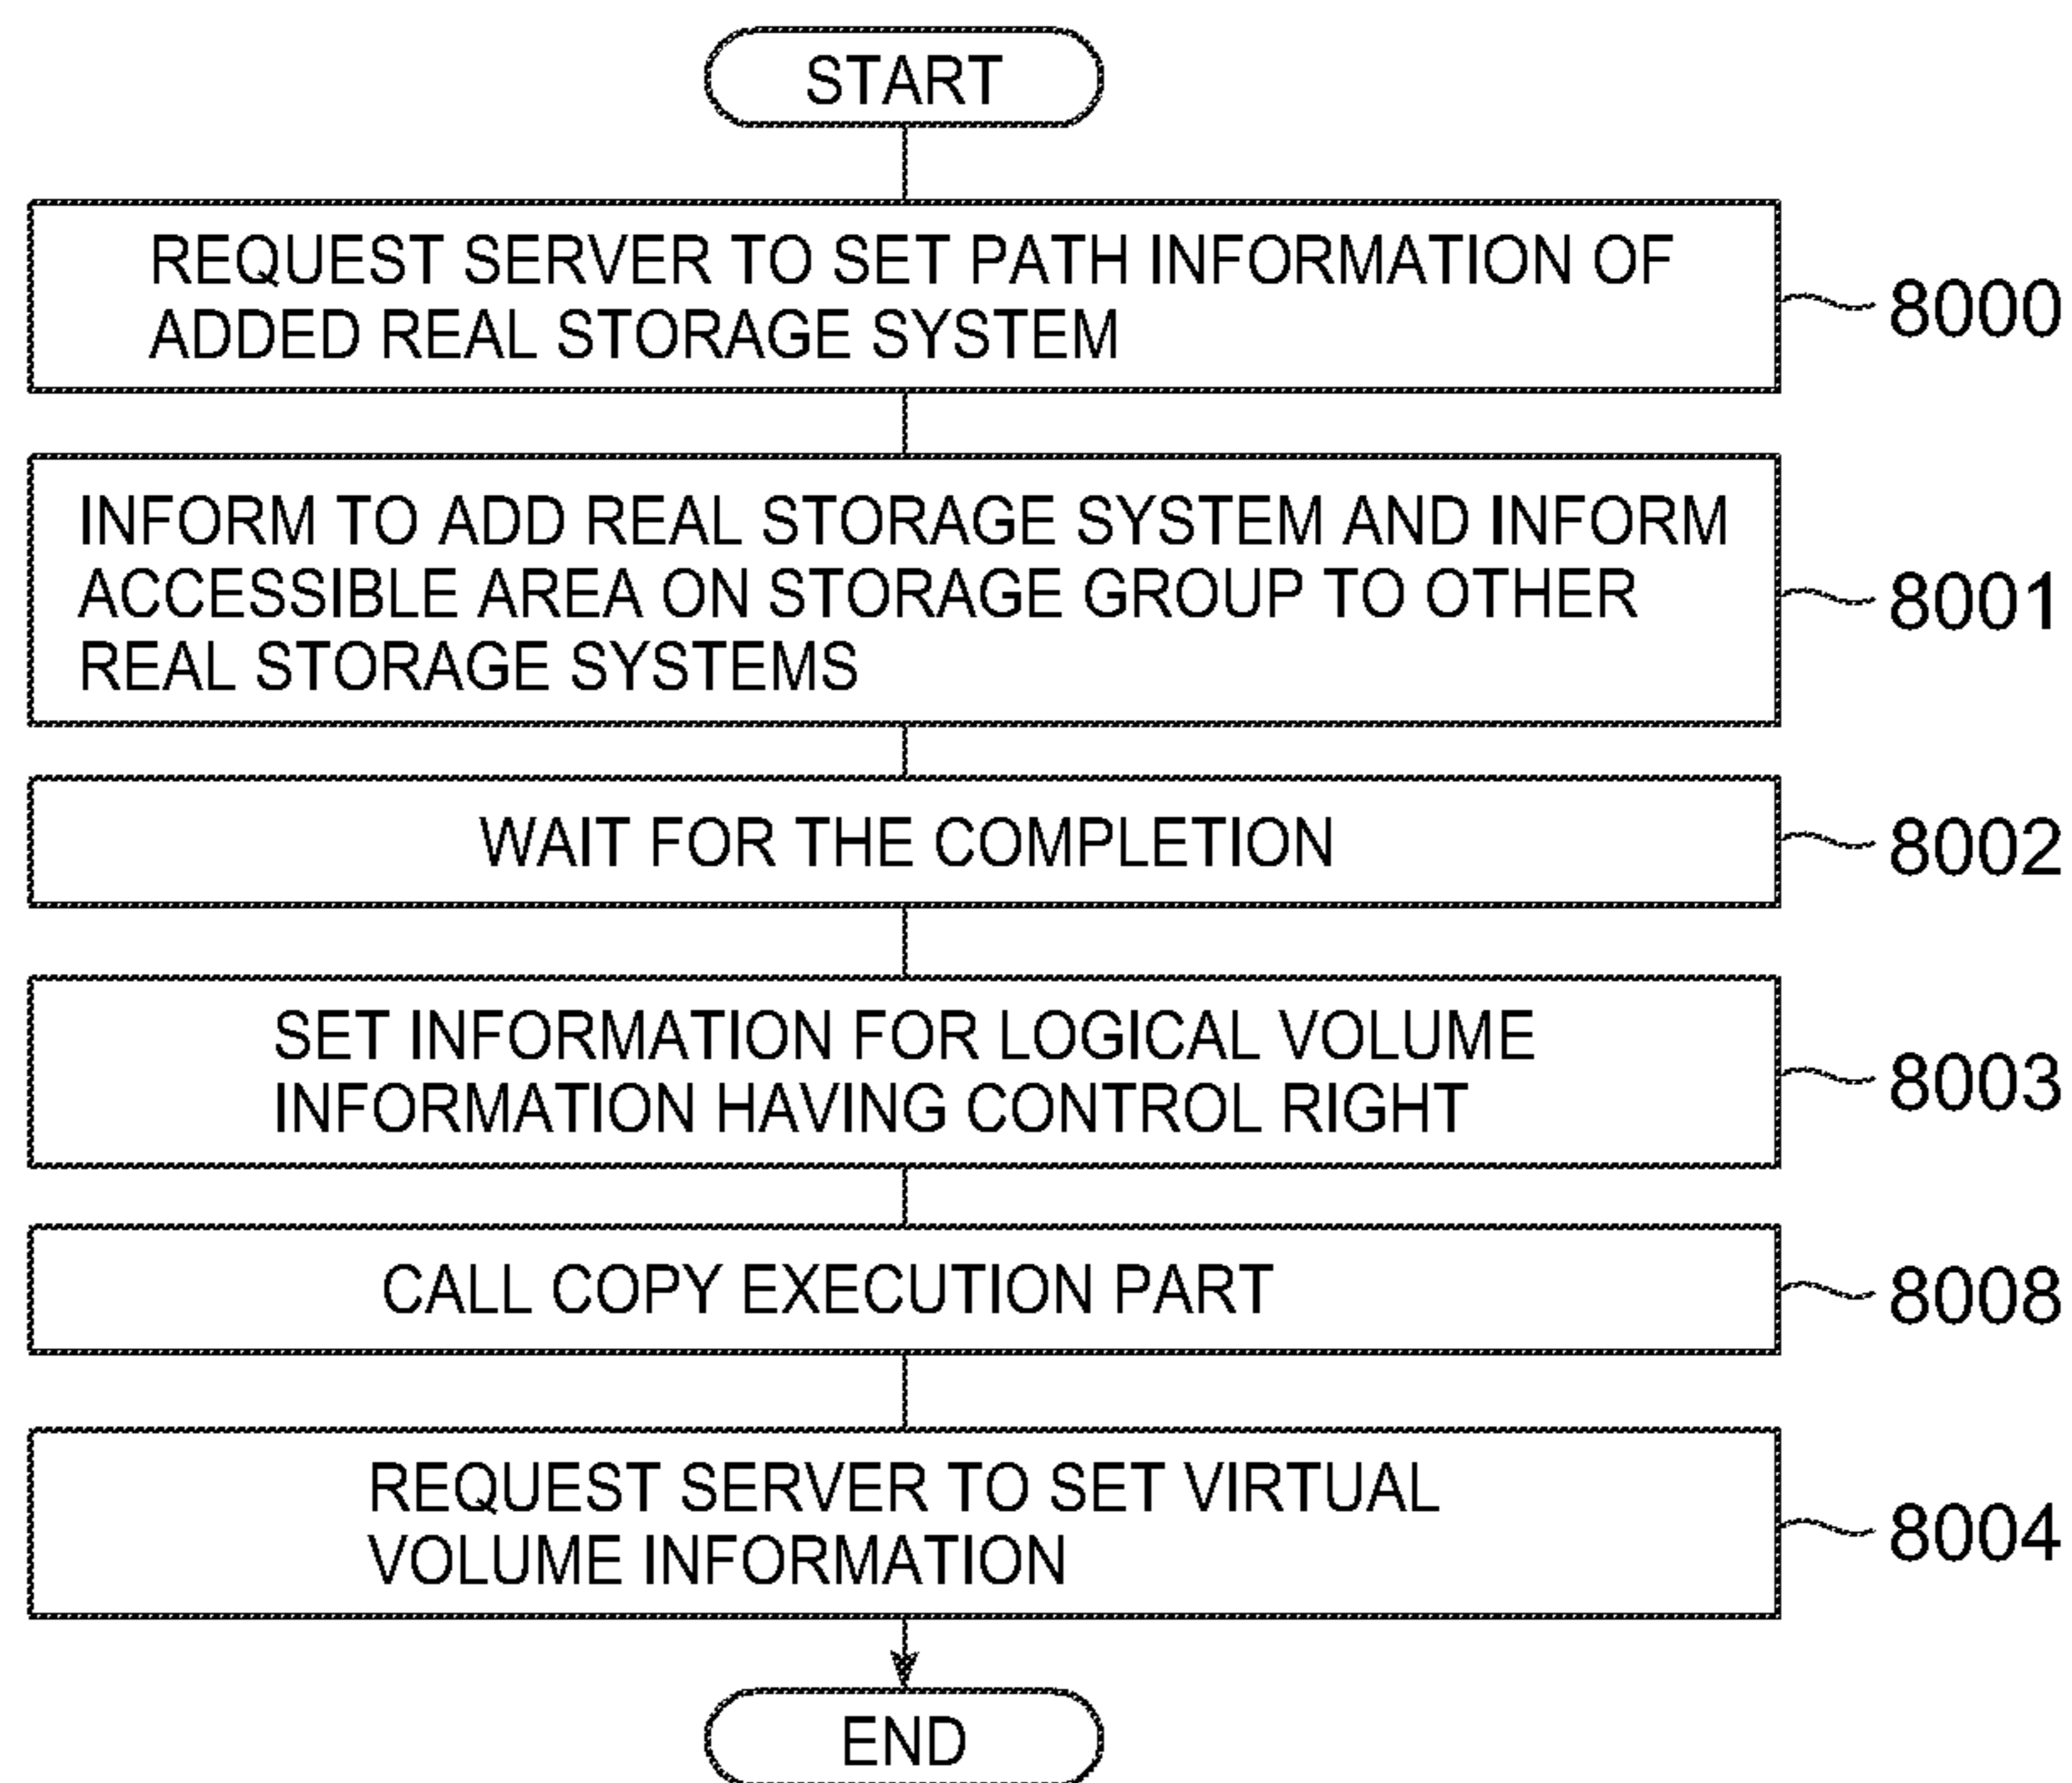 START
REQUEST SERVER TO SET PATH INFORMATION OF
ADDED REAL STORAGE SYSTEM
8000
INFORM TO ADD REAL STORAGE SYSTEM AND INFORM
ACCESSIBLE AREA ON STORAGE GROUP TO OTHER
REAL STORAGE SYSTEMS
8001
WAIT FOR THE COMPLETION
8002
SET INFORMATION FOR LOGICAL VOLUME
INFORMATION HAVING CONTROL RIGHT
8003
CALL COPY EXECUTION PART
8008
REQUEST SERVER TO SET VIRTUAL
VOLUME INFORMATION
8004
END